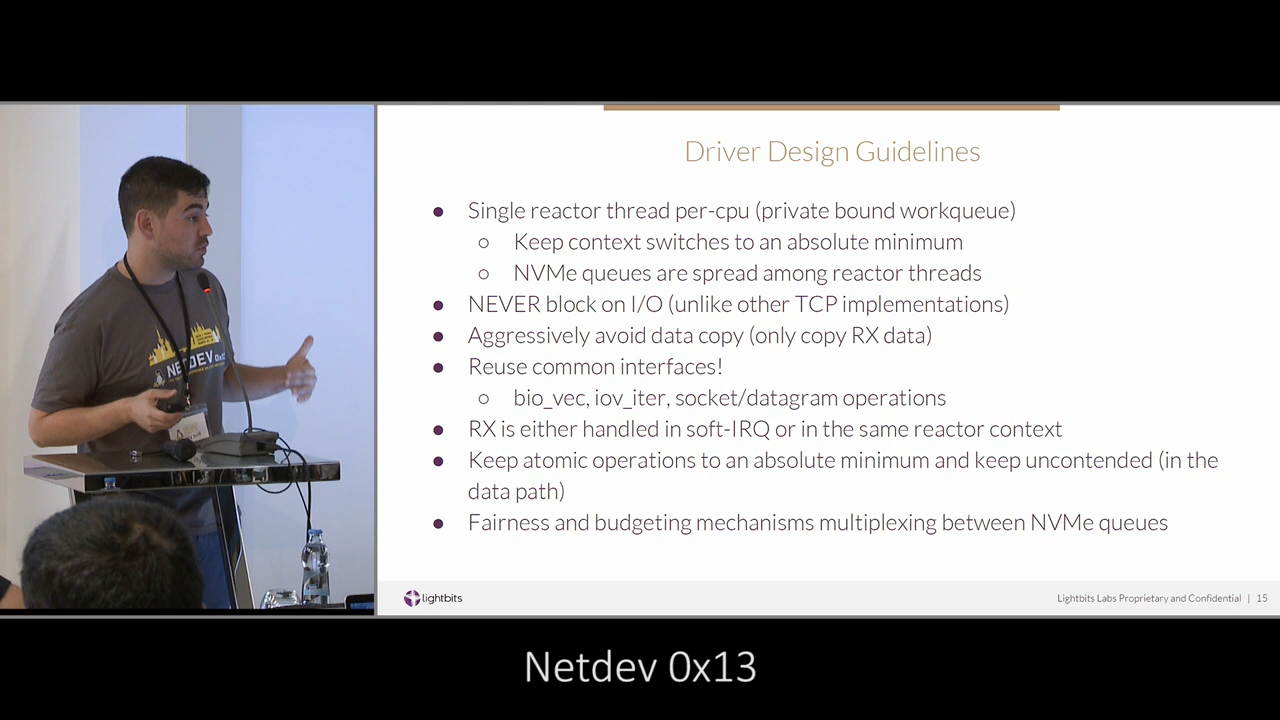 Driver Design Guidelines
● Single reactor thread per-cpu (private bound workqueue)
○ Keep context switches to an absolute minimum
○ NVMe queues are spread among reactor threads
● NEVER block on I/O (unlike other TCP implementations)
● Aggressively avoid data copy (only copy RX data)
● Reuse common interfaces!
○ bio_vec, iov_iter, socket/datagram operations
● RX is either handled in soft-IRQ or in the same reactor context
● Keep atomic operations to an absolute minimum and keep uncontended (in the
data path)
● Fairness and budgeting mechanisms multiplexing between NVMe queues
NETDEV 0x13
lightbits
Lightbits Labs Proprietary and Confidential | 15
Netdev 0x13